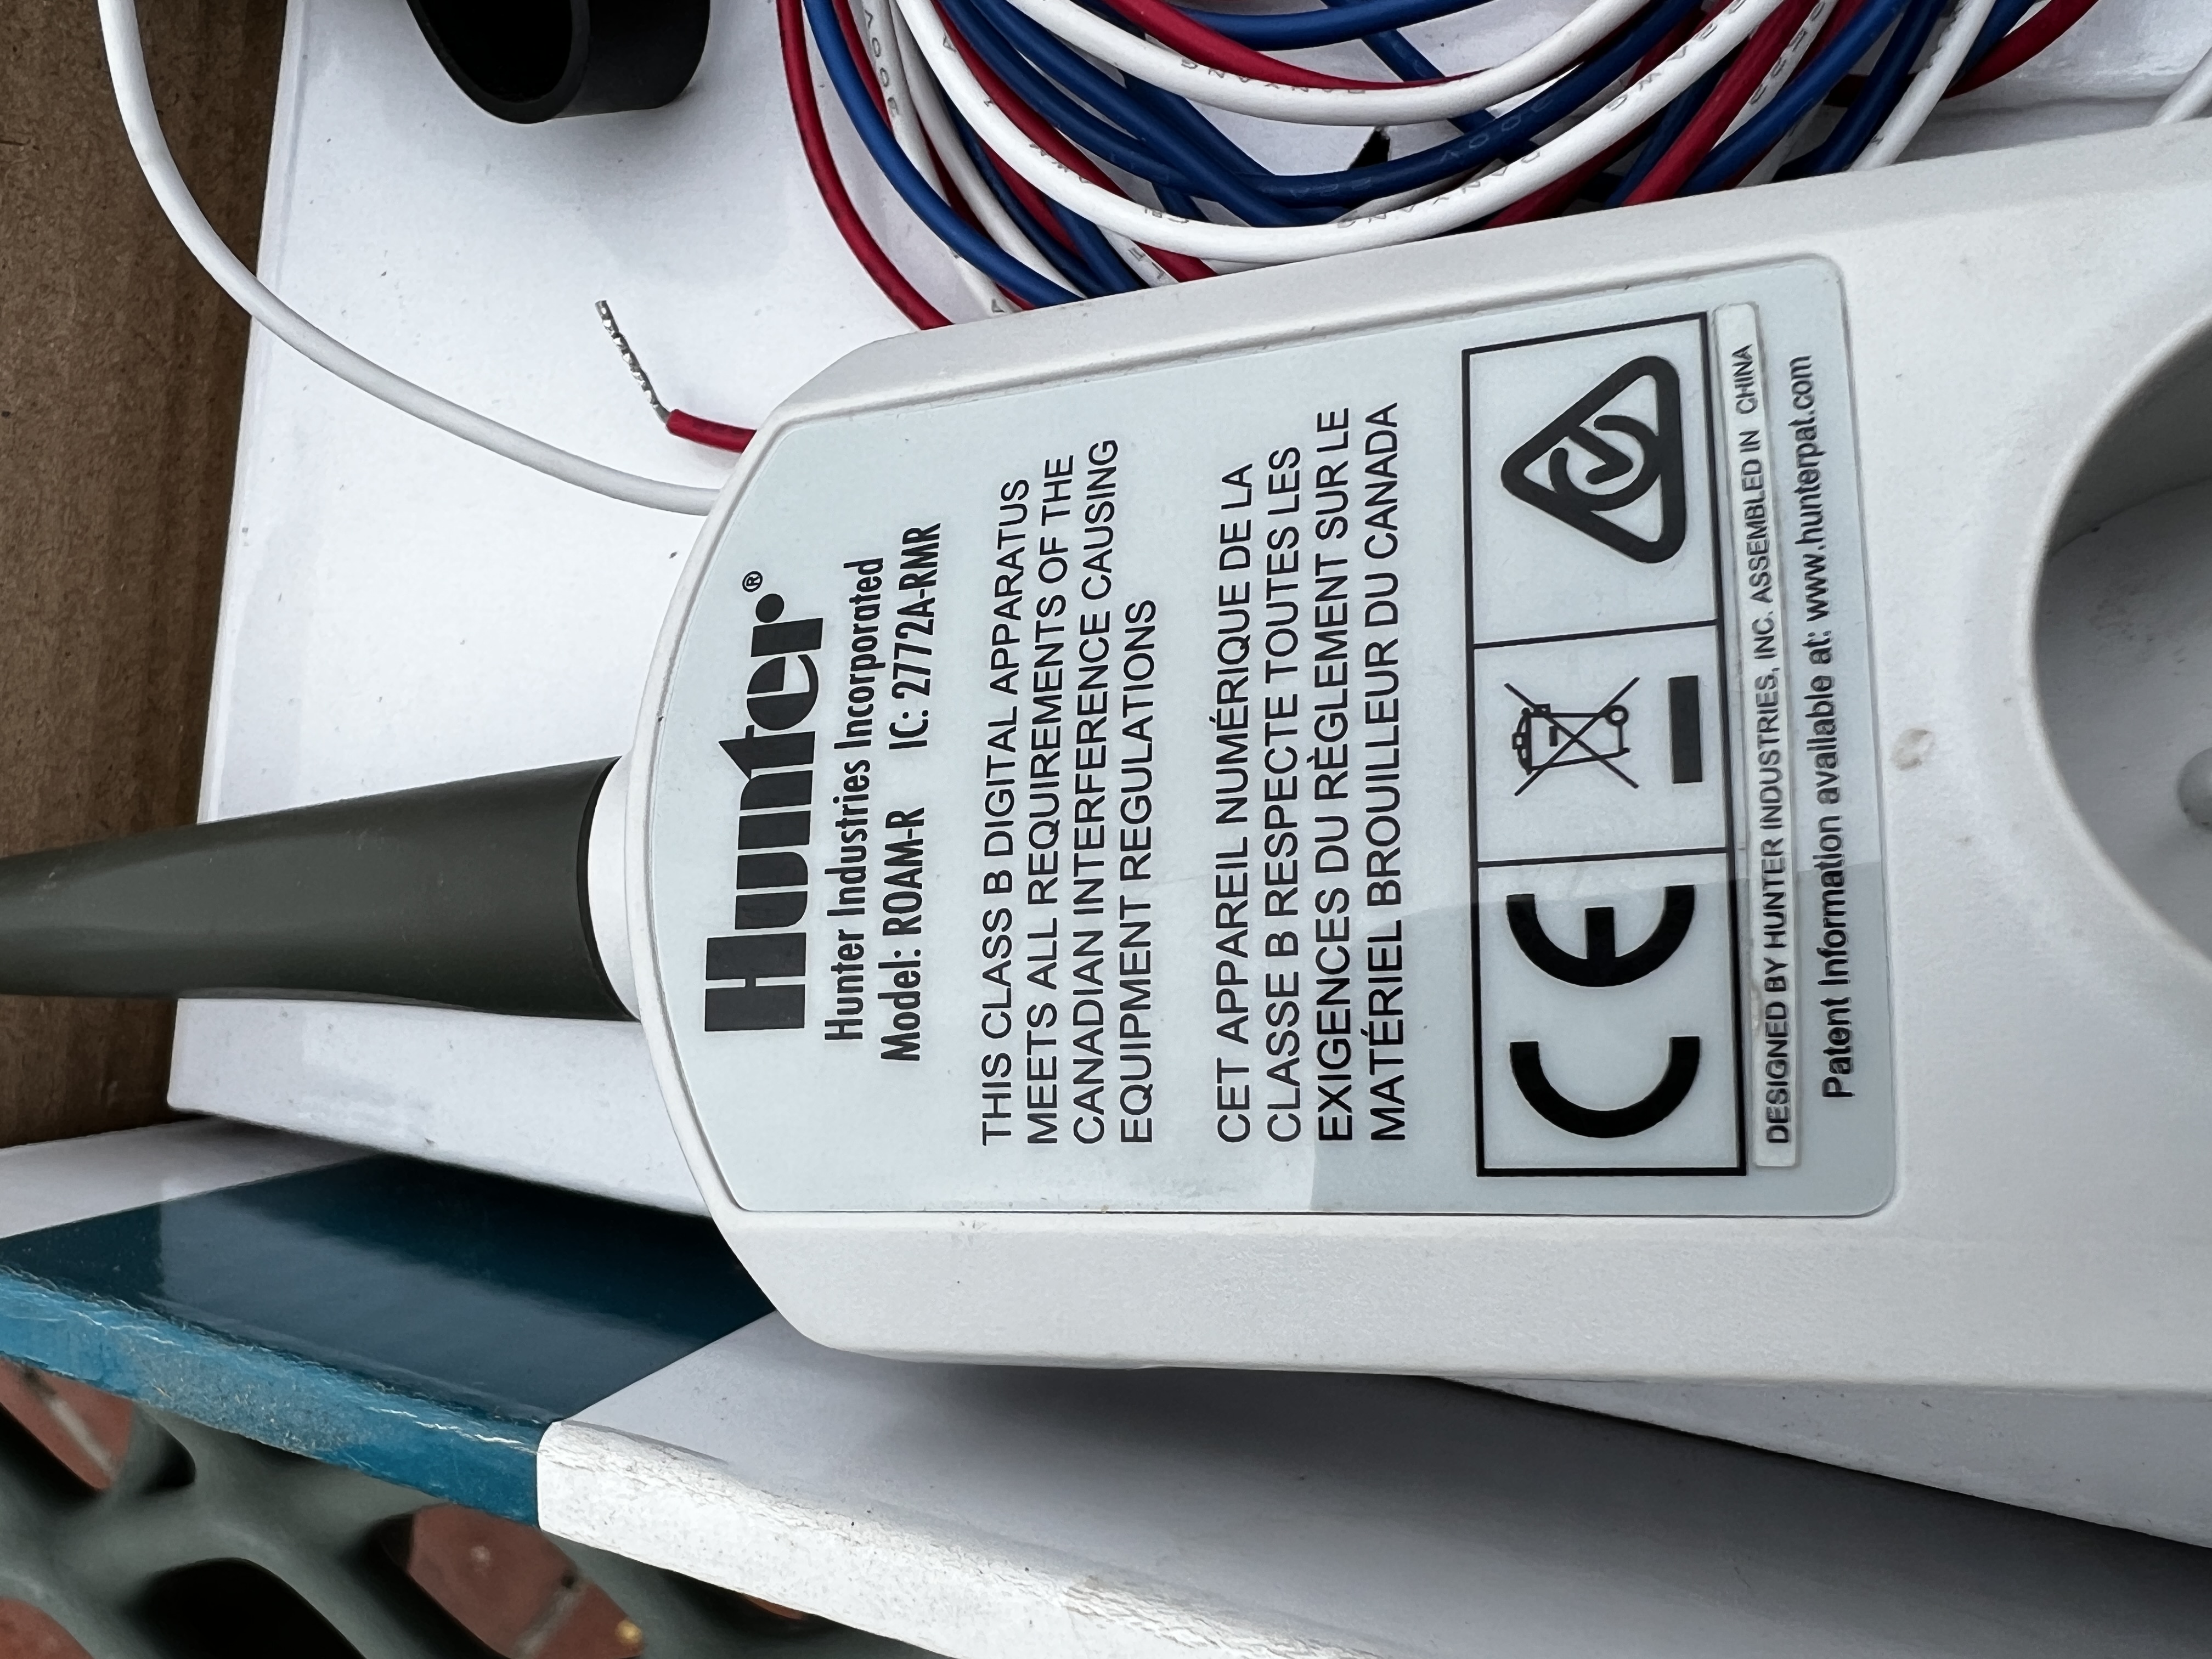 Hunter®
Hunter Industries Incorporated
Model: ROAM-R IC: 2772A-RMR
THIS CLASS B DIGITAL APPARATUS
MEETS ALL REQUIREMENTS OF THE
CANADIAN INTERFERENCE CAUSING
EQUIPMENT REGULATIONS
CET APPAREIL NUMÉRIQUE DE LA
CLASSE B RESPECTE TOUTES LES
EXIGENCES DU RÈGLEMENT SUR LE
MATÉRIEL BROUILLEUR DU CANADA
CE
DESIGNED BY HUNTER INDUSTRIES, INC. ASSEMBLED IN CHINA
Patent Information available at: www.hunterpat.com